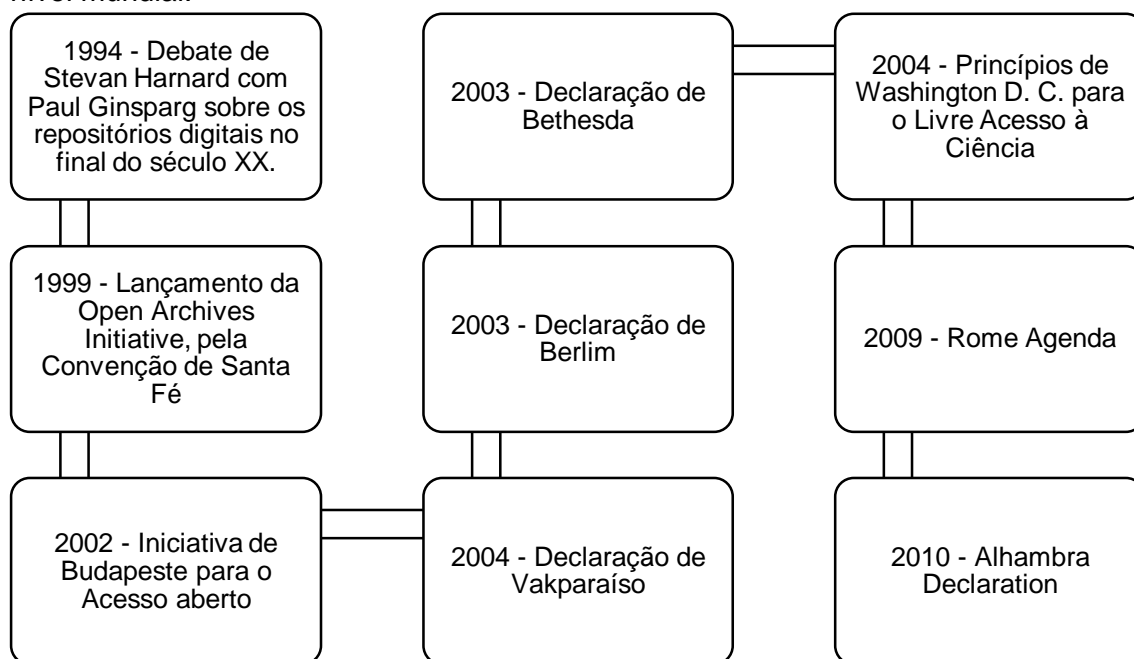 nível mundial.
1994 - Debate de
Stevan Harnard com
Paul Ginsparg sobre os
repositórios digitais no
final do século XX.
1999 - Lançamento da
Open Archives
Initiative, pela
Convenção de Santa
Fé
2002 - Iniciativa de
Budapeste para o
Acesso aberto
2004 - Declaração de
Vakparaíso
2003 - Declaração de
Berlim
2003 - Declaração de
Bethesda
2004 - Princípios de
Washington D. C. para
o Livre Acesso à
Ciência
2009 - Rome Agenda
2010 - Alhambra
Declaration